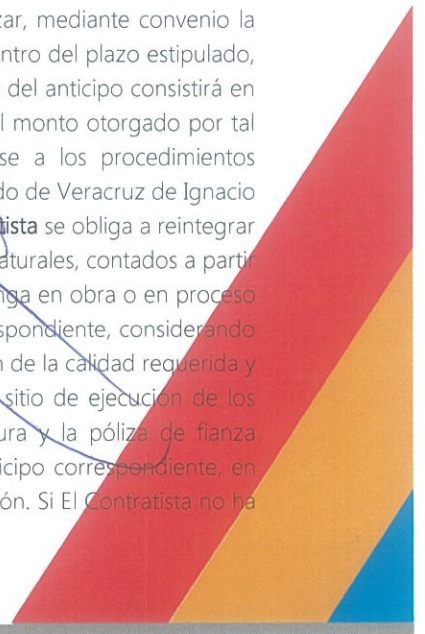 zar, mediante convenio la
entro del plazo estipulado,
del anticipo consistirá en
l monto otorgado por tal
se a los procedimientos
do de Veracruz de Ignacio
tista se obliga a reintegrar
aturales, contados a partir
nga en obra o en proceso
spondiente, considerando
n de la calidad requerida y
sitio de ejecución de los
ura y la póliza de fianza
icipo correspondiente, en
ón. Si El Contratista no ha